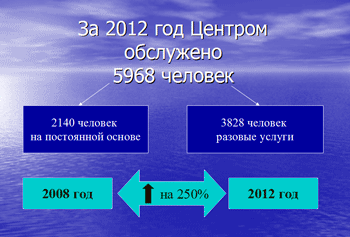 За 2012 год Центром
обслужено
5968 человек
2140 человек
на постоянной основе
3828 человек
разовые услуги
2008 год
на 250%
2012 год